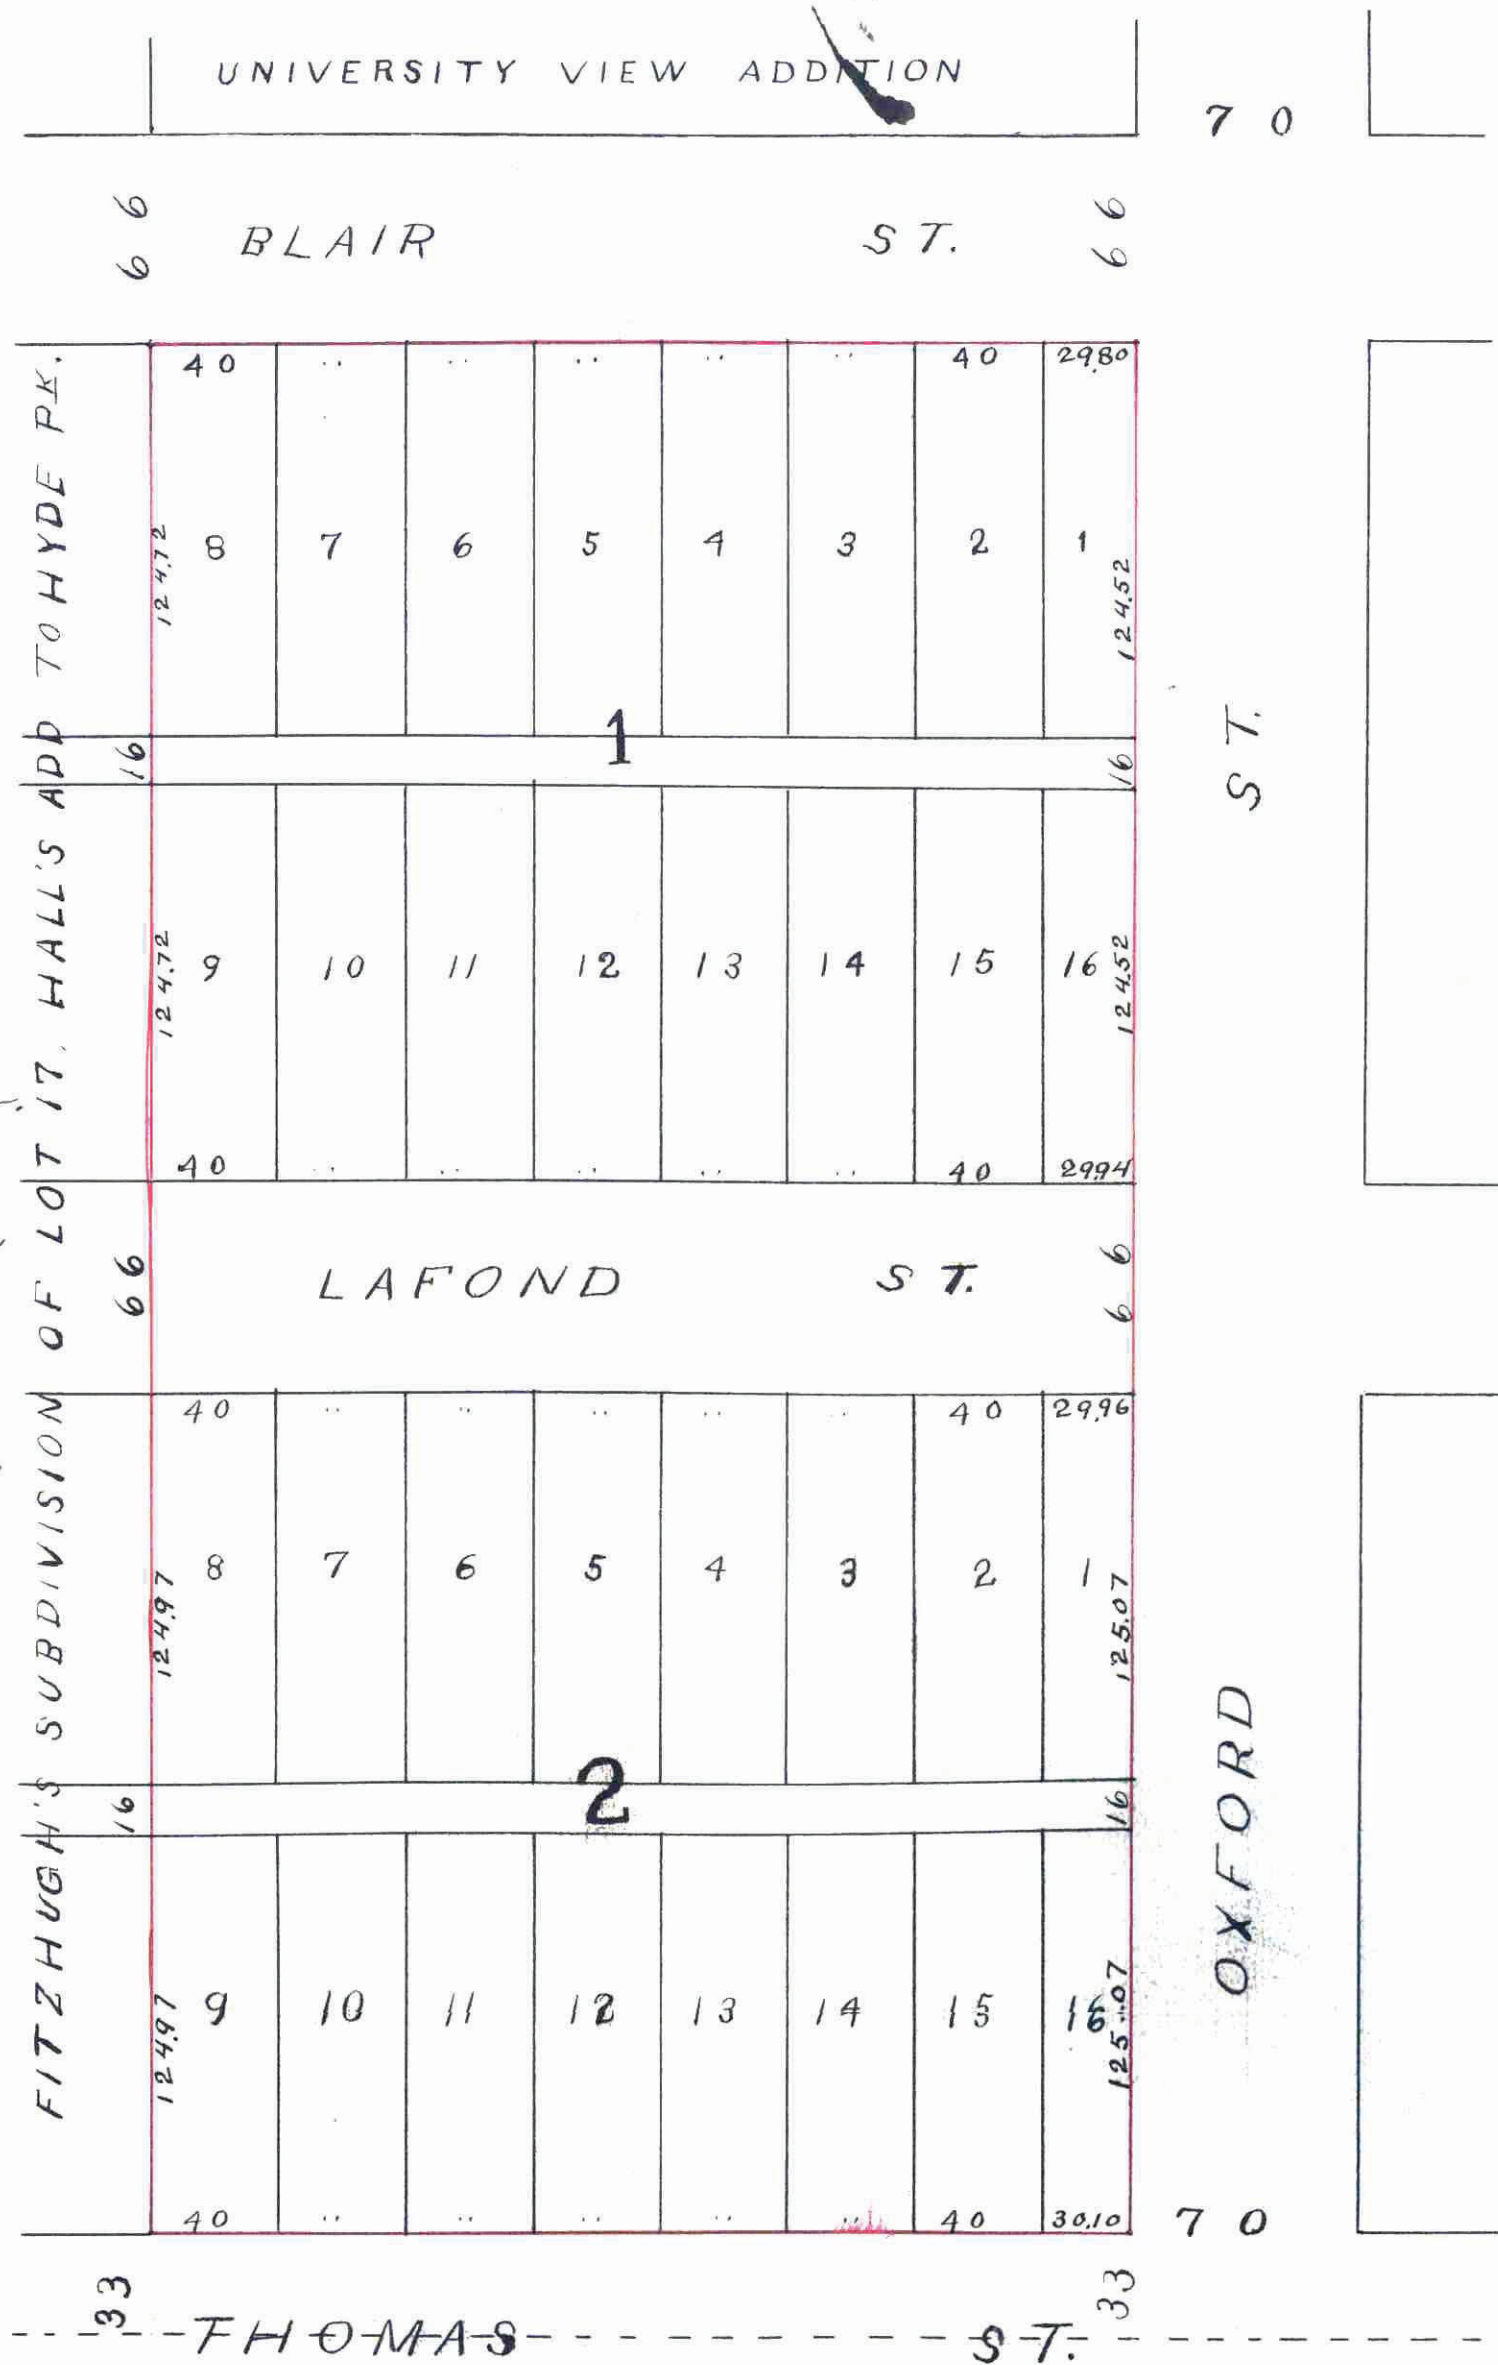 UNIVERSITY VIEW ADDITION
70
66
BLAIR ST.
66
FITZHUGH'S SUBDIVISION OF LOT 17. HALL'S ADD TO HYDE PK.
40 .. .. .. .. .. 40 29.80
8 7 6 5 4 3 2 1
124.72
124.52
16
1
16
OXFORD ST.
124.72
124.52
9 10 11 12 13 14 15 16
40 .. .. .. .. .. 40 29.94
66
LAFOND ST.
66
40 .. .. .. .. .. 40 29.96
8 7 6 5 4 3 2 1
124.97
125.07
16
2
16
9 10 11 12 13 14 15 16
124.97
125.07
40 .. .. .. .. .. 40 30.10
70
33
33
THOMAS ST.